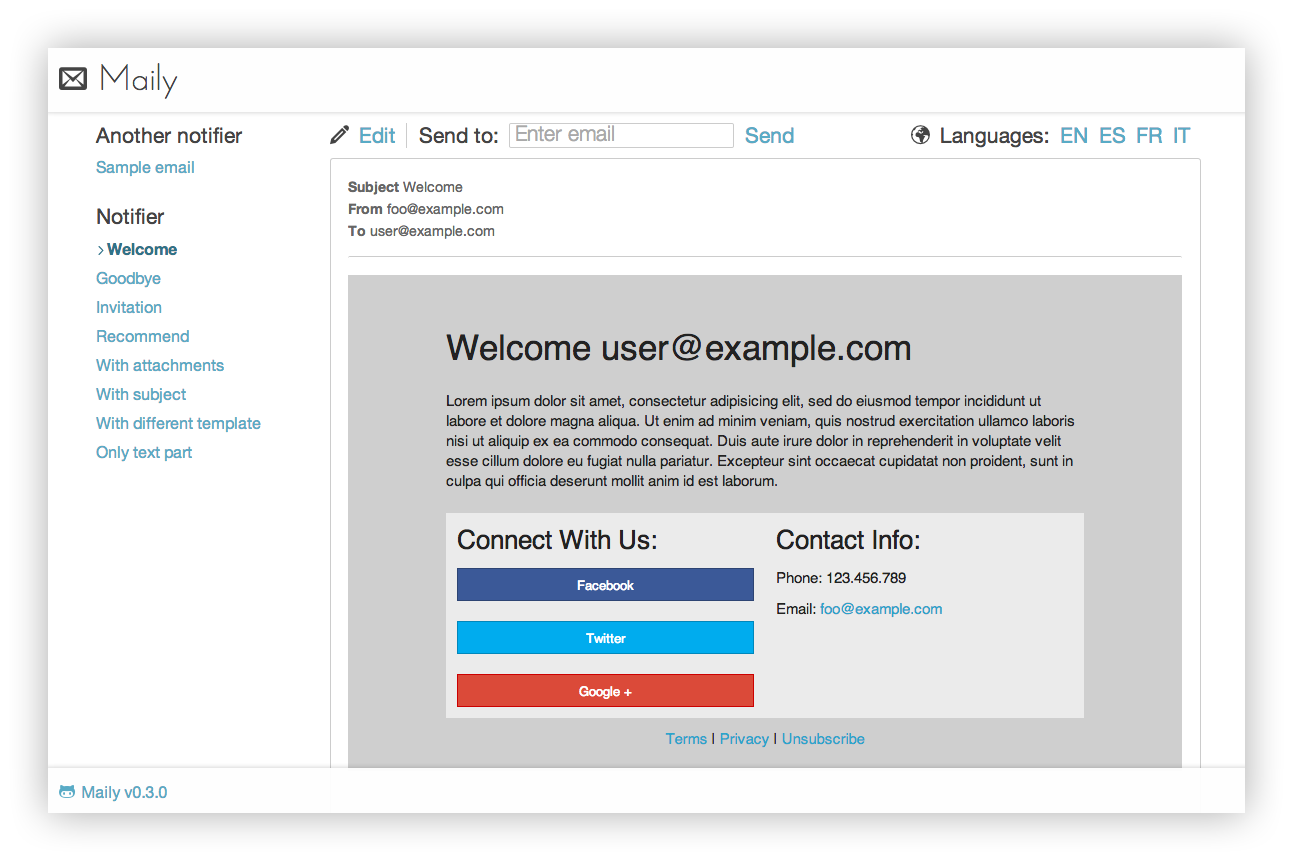 Maily
Another notifier
Sample email
Notifier
› Welcome
Goodbye
Invitation
Recommend
With attachments
With subject
With different template
Only text part
Edit Send to: Enter email Send Languages: EN ES FR IT
Subject Welcome
From foo@example.com
To user@example.com
Welcome user@example.com
Lorem ipsum dolor sit amet, consectetur adipisicing elit, sed do eiusmod tempor incididunt ut
labore et dolore magna aliqua. Ut enim ad minim veniam, quis nostrud exercitation ullamco laboris
nisi ut aliquip ex ea commodo consequat. Duis aute irure dolor in reprehenderit in voluptate velit
esse cillum dolore eu fugiat nulla pariatur. Excepteur sint occaecat cupidatat non proident, sunt in
culpa qui officia deserunt mollit anim id est laborum.
Connect With Us:
Facebook
Twitter
Google +
Contact Info:
Phone: 123.456.789
Email: foo@example.com
Terms | Privacy | Unsubscribe
Maily v0.3.0